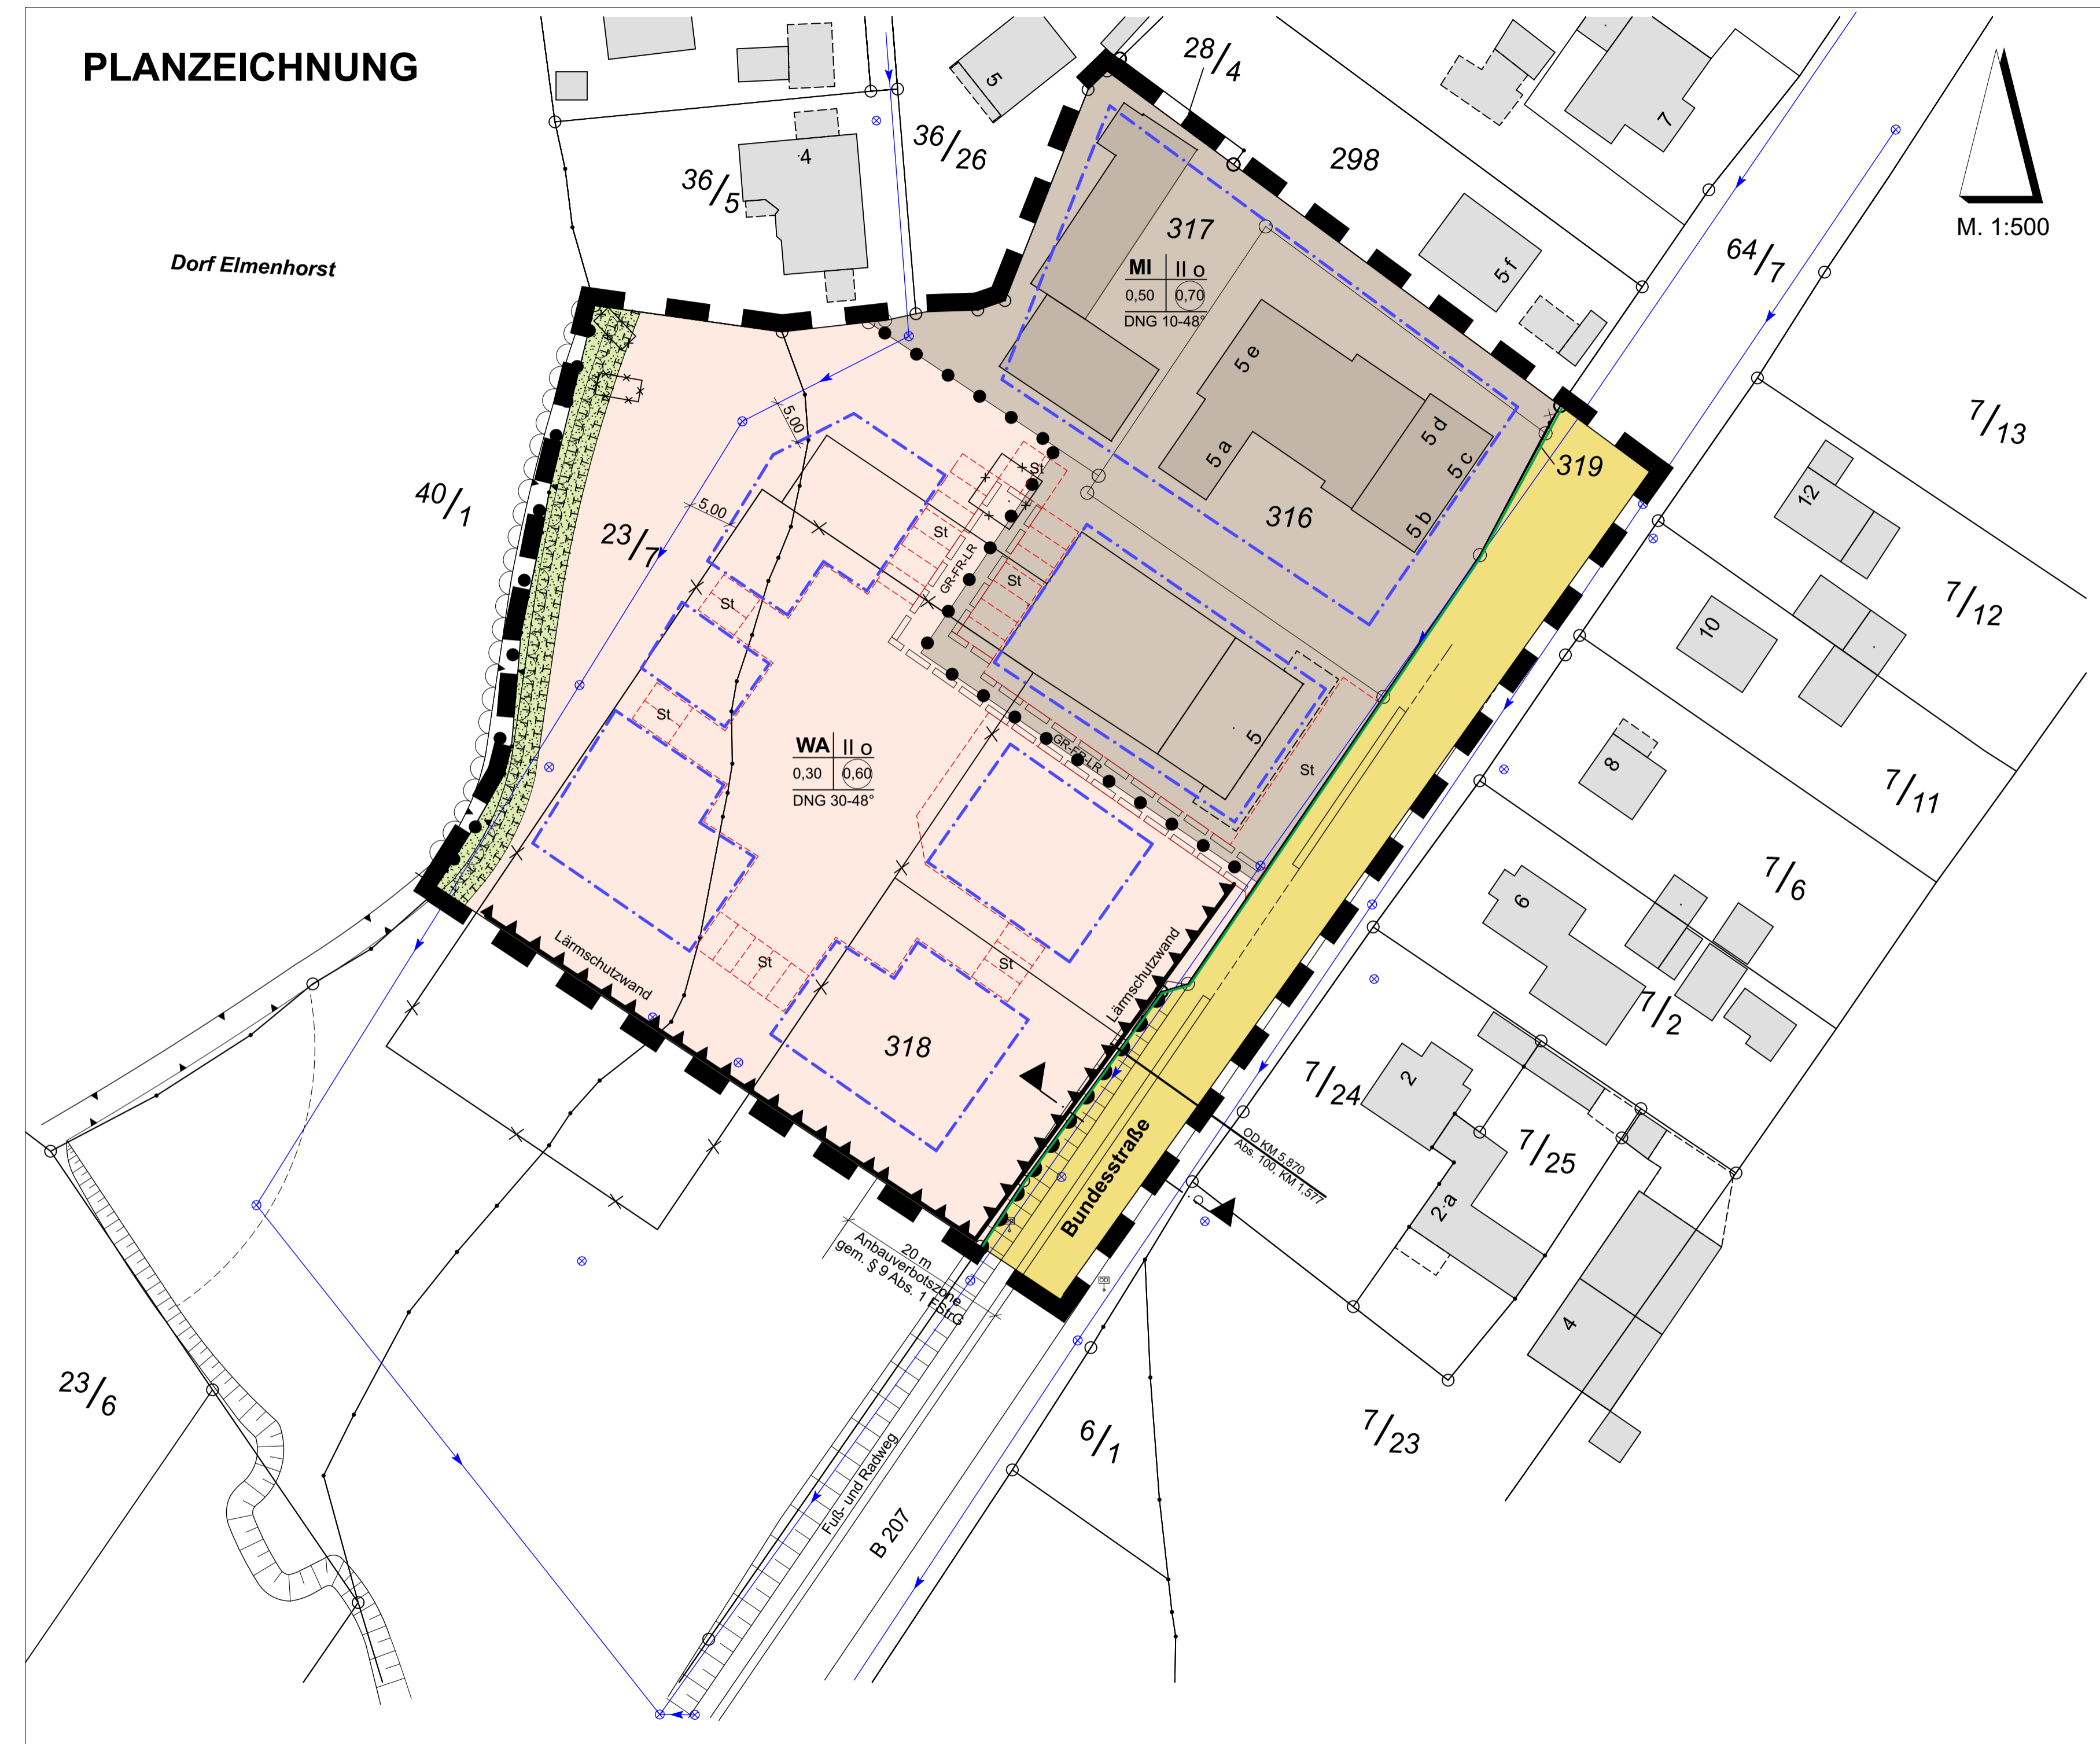 PLANZEICHNUNG
M. 1:500
Dorf Elmenhorst
28/4
5
7
4
36/5
36/26
298
64/7
5 f
317
MI II o
0,50 0,70
DNG 10-48°
7/13
5 e
5 d
5 c
5 a
5 b
319
316
12
40/1
23/7
5,00
5,00
St
St
St
GR-FR-LR
7/12
10
St
St
WA II o
0,30 0,60
DNG 30-48°
GR-FR-LR
5
St
8
7/11
7/6
6
Lärmschutzwand
St
St
Lärmschutzwand
318
7/2
7/24
2
7/25
2 a
OD KM 5,870
Abs. 100, KM 1,577
Bundesstraße
20 m
Anbauverbotszone
gem. § 9 Abs. 1 FStrG
4
23/6
6/1
7/23
Fuß- und Radweg
B 207